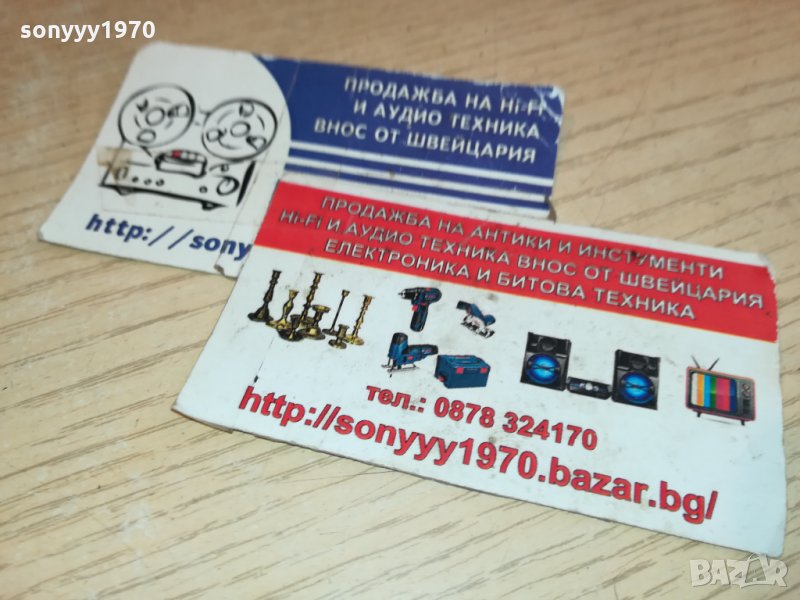 sonyyy1970
ПРОДАЖБА НА Hi-Fi
И АУДИО ТЕХНИКА
ВНОС ОТ ШВЕЙЦАРИЯ
http://sony
ПРОДАЖБА НА АНТИКИ И ИНСТУМЕНТИ
Hi-Fi И АУДИО ТЕХНИКА ВНОС ОТ ШВЕЙЦАРИЯ
ЕЛЕКТРОНИКА И БИТОВА ТЕХНИКА
тел.: 0878 324170
http://sonyyy1970.bazar.bg/
BAZAR